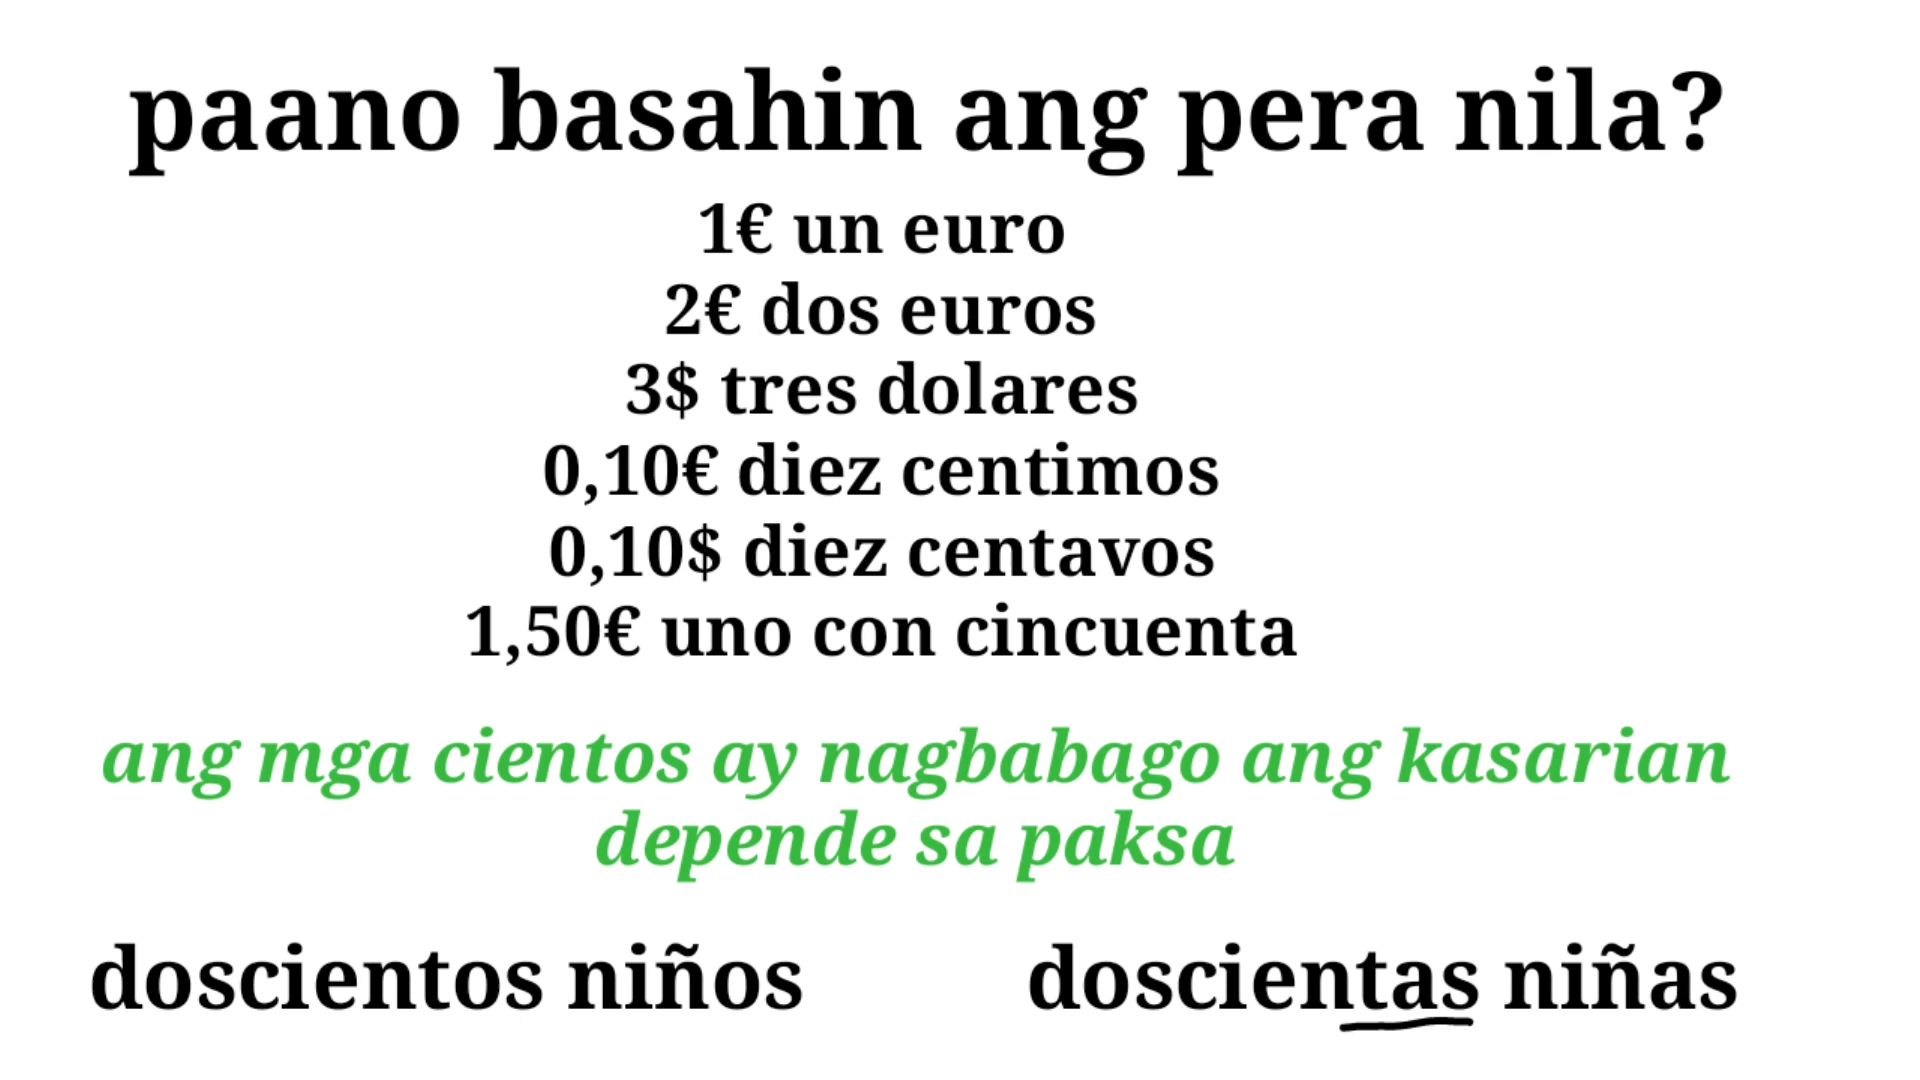 paano basahin ang pera nila?
1€ un euro
2€ dos euros
3$ tres dolares
0,10€ diez centimos
0,10$ diez centavos
1,50€ uno con cincuenta
ang mga cientos ay nagbabago ang kasarian
depende sa paksa
doscientos niños doscientas niñas